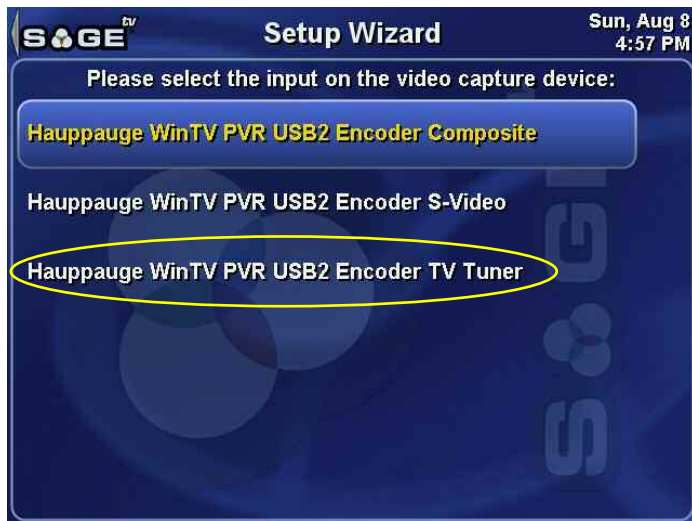 SAGE tv
Setup Wizard
Sun, Aug 8
4:57 PM
Please select the input on the video capture device:
Hauppauge WinTV PVR USB2 Encoder Composite
Hauppauge WinTV PVR USB2 Encoder S-Video
Hauppauge WinTV PVR USB2 Encoder TV Tuner